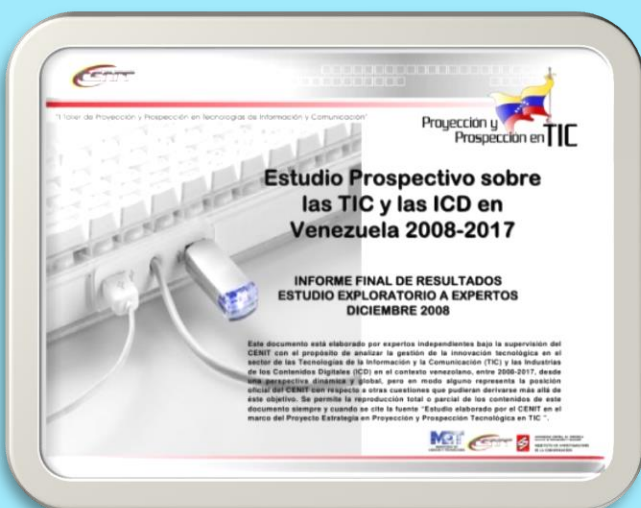 CENIT
"I Taller de Proyección y Prospección en Tecnologías de Información y Comunicación"
Proyección y
Prospección en TIC
Estudio Prospectivo sobre
las TIC y las ICD en
Venezuela 2008-2017
INFORME FINAL DE RESULTADOS
ESTUDIO EXPLORATORIO A EXPERTOS
DICIEMBRE 2008
Este documento está elaborado por expertos independientes bajo la supervisión del
CENIT con el propósito de analizar la gestión de la innovación tecnológica en el
sector de las Tecnologías de la Información y la Comunicación (TIC) y las Industrias
de los Contenidos Digitales (ICD) en el contexto venezolano, entre 2008-2017, desde
una perspectiva dinámica y global, pero en modo alguno representa la posición
oficial del CENIT con respecto a otras cuestiones que pudieran derivarse más allá de
este objetivo. Se permite la reproducción total o parcial de los contenidos de este
documento siempre y cuando se cite la fuente "Estudio elaborado por el CENIT en el
marco del Proyecto Estrategia en Proyección y Prospección Tecnológica en TIC ".
CENIT
INSTITUTO DE INVESTIGACIONES
DE LA COMUNICACIÓN